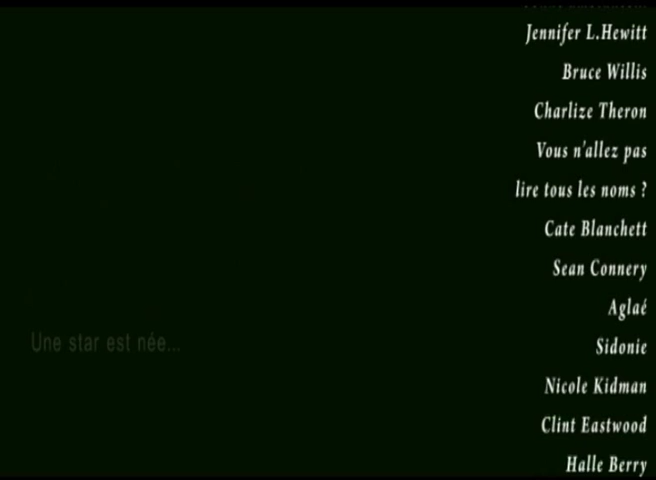 Jennifer L.Hewitt
Bruce Willis
Charlize Theron
Vous n'allez pas
lire tous les noms ?
Cate Blanchett
Sean Connery
Aglaé
Sidonie
Une star est née...
Nicole Kidman
Clint Eastwood
Halle Berry